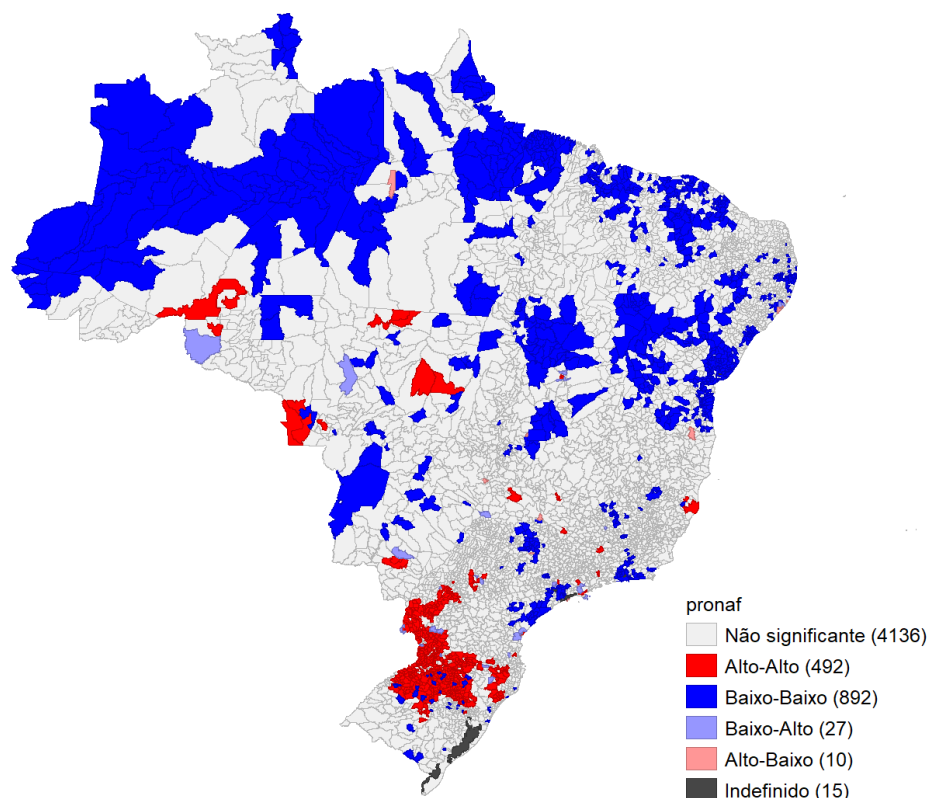 pronaf
Não significante (4136)
Alto-Alto (492)
Baixo-Baixo (892)
Baixo-Alto (27)
Alto-Baixo (10)
Indefinido (15)